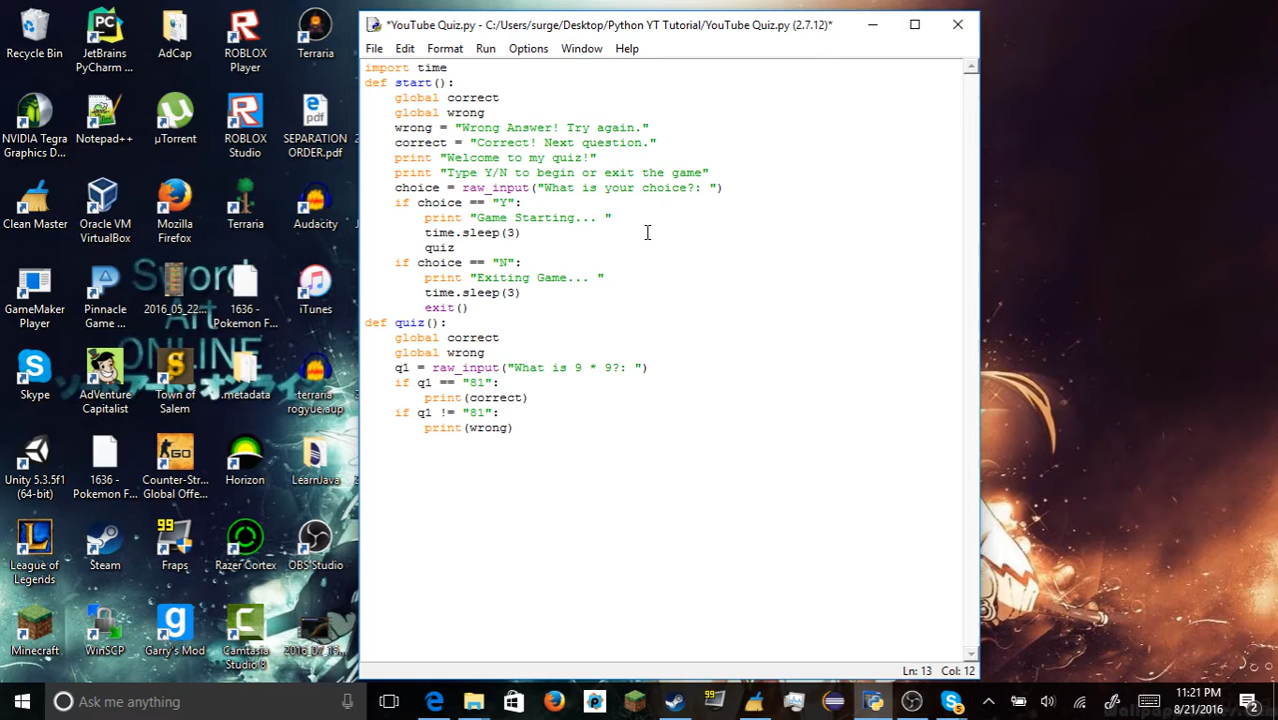 *YouTube Quiz.py - C:/Users/surge/Desktop/Python YT Tutorial/YouTube Quiz.py (2.7.12)*
File Edit Format Run Options Window Help
import time
def start():
    global correct
    global wrong
    wrong = "Wrong Answer! Try again."
    correct = "Correct! Next question."
    print "Welcome to my quiz!"
    print "Type Y/N to begin or exit the game"
    choice = raw_input("What is your choice?: ")
    if choice == "Y":
        print "Game Starting... "
        time.sleep(3)
        quiz
    if choice == "N":
        print "Exiting Game... "
        time.sleep(3)
        exit()
def quiz():
    global correct
    global wrong
    q1 = raw_input("What is 9 * 9?: ")
    if q1 == "81":
        print(correct)
    if q1 != "81":
        print(wrong)
Ln: 13 Col: 12
Recycle Bin
JetBrains
PyCharm ...
AdCap
ROBLOX
Player
Terraria
NVIDIA Tegra
Graphics D...
Notepad++
µTorrent
ROBLOX
Studio
SEPARATION
ORDER.pdf
Clean Master
Oracle VM
VirtualBox
Mozilla
Firefox
Terraria
Audacity
GameMaker
Player
Pinnacle
Game ...
2016_05_22...
1636 -
Pokemon F...
iTunes
Sword
Art
ONLINE
Skype
AdVenture
Capitalist
Town of
Salem
.metadata
terraria
rogyue.aup
Unity 5.3.5f1
(64-bit)
1636 -
Pokemon F...
Counter-Str...
Global Offe...
Horizon
LearnJava
League of
Legends
Steam
99
Fraps
Razer Cortex
OBS Studio
Minecraft
WinSCP
Garry's Mod
Camtasia
Studio 8
Ask me anything
99
11:21 PM
8/21/2016